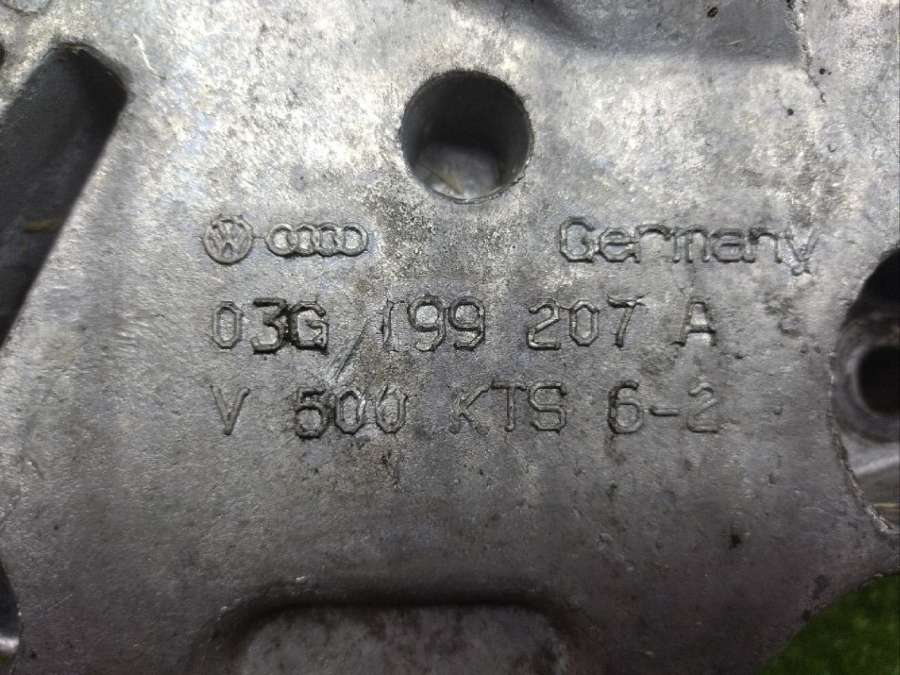 Germany
03G 199 207 A
V 500 KTS 6-2